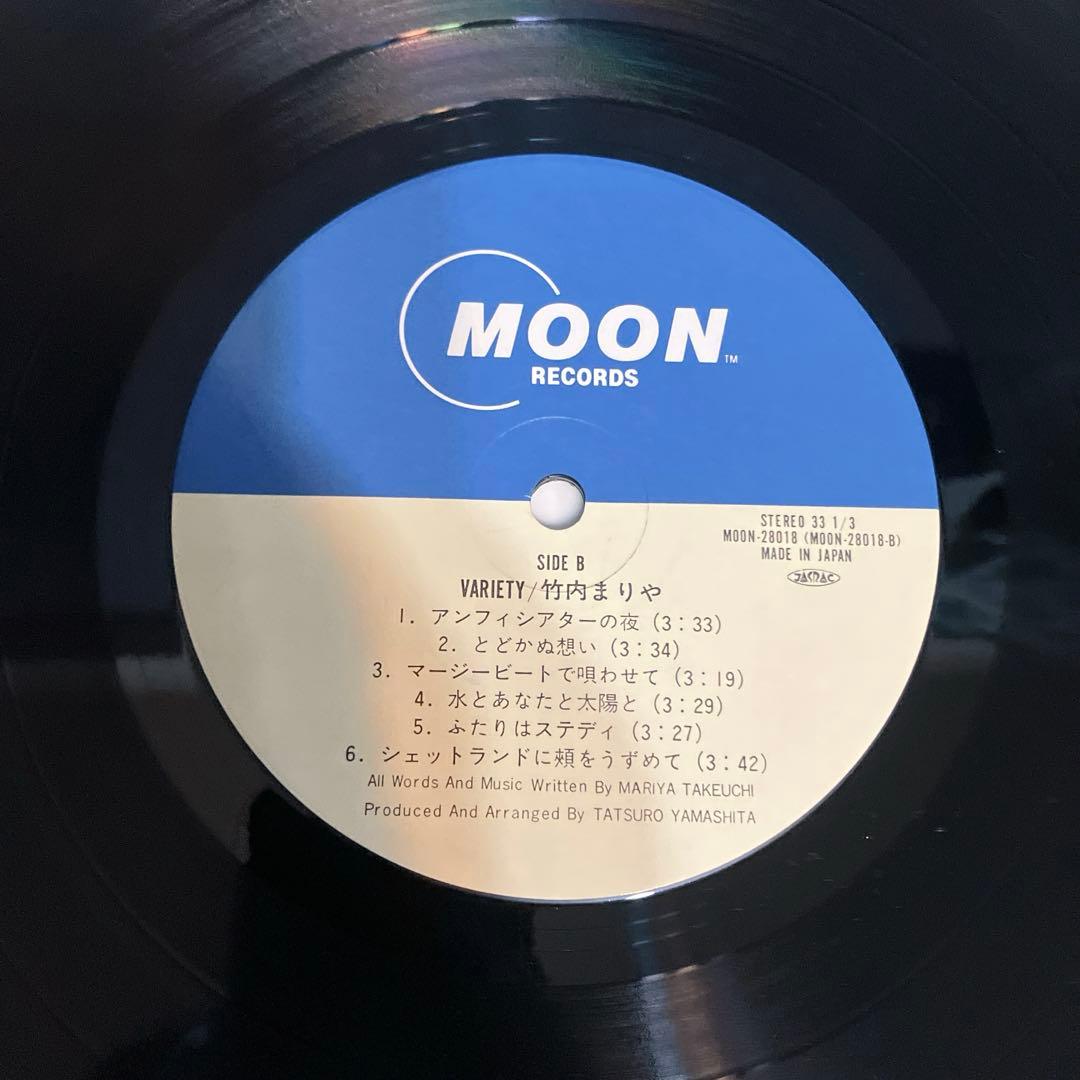 MOON™
RECORDS
STEREO 33 1/3
MOON-28018 (MOON-28018-B)
MADE IN JAPAN
JASRAC
SIDE B
VARIETY/竹内まりや
1. アンフィシアターの夜 (3:33)
2. とどかぬ想い (3:34)
3. マージービートで唄わせて (3:19)
4. 水とあなたと太陽と (3:29)
5. ふたりはステディ (3:27)
6. シェットランドに頰をうずめて (3:42)
All Words And Music Written By MARIYA TAKEUCHI
Produced And Arranged By TATSURO YAMASHITA